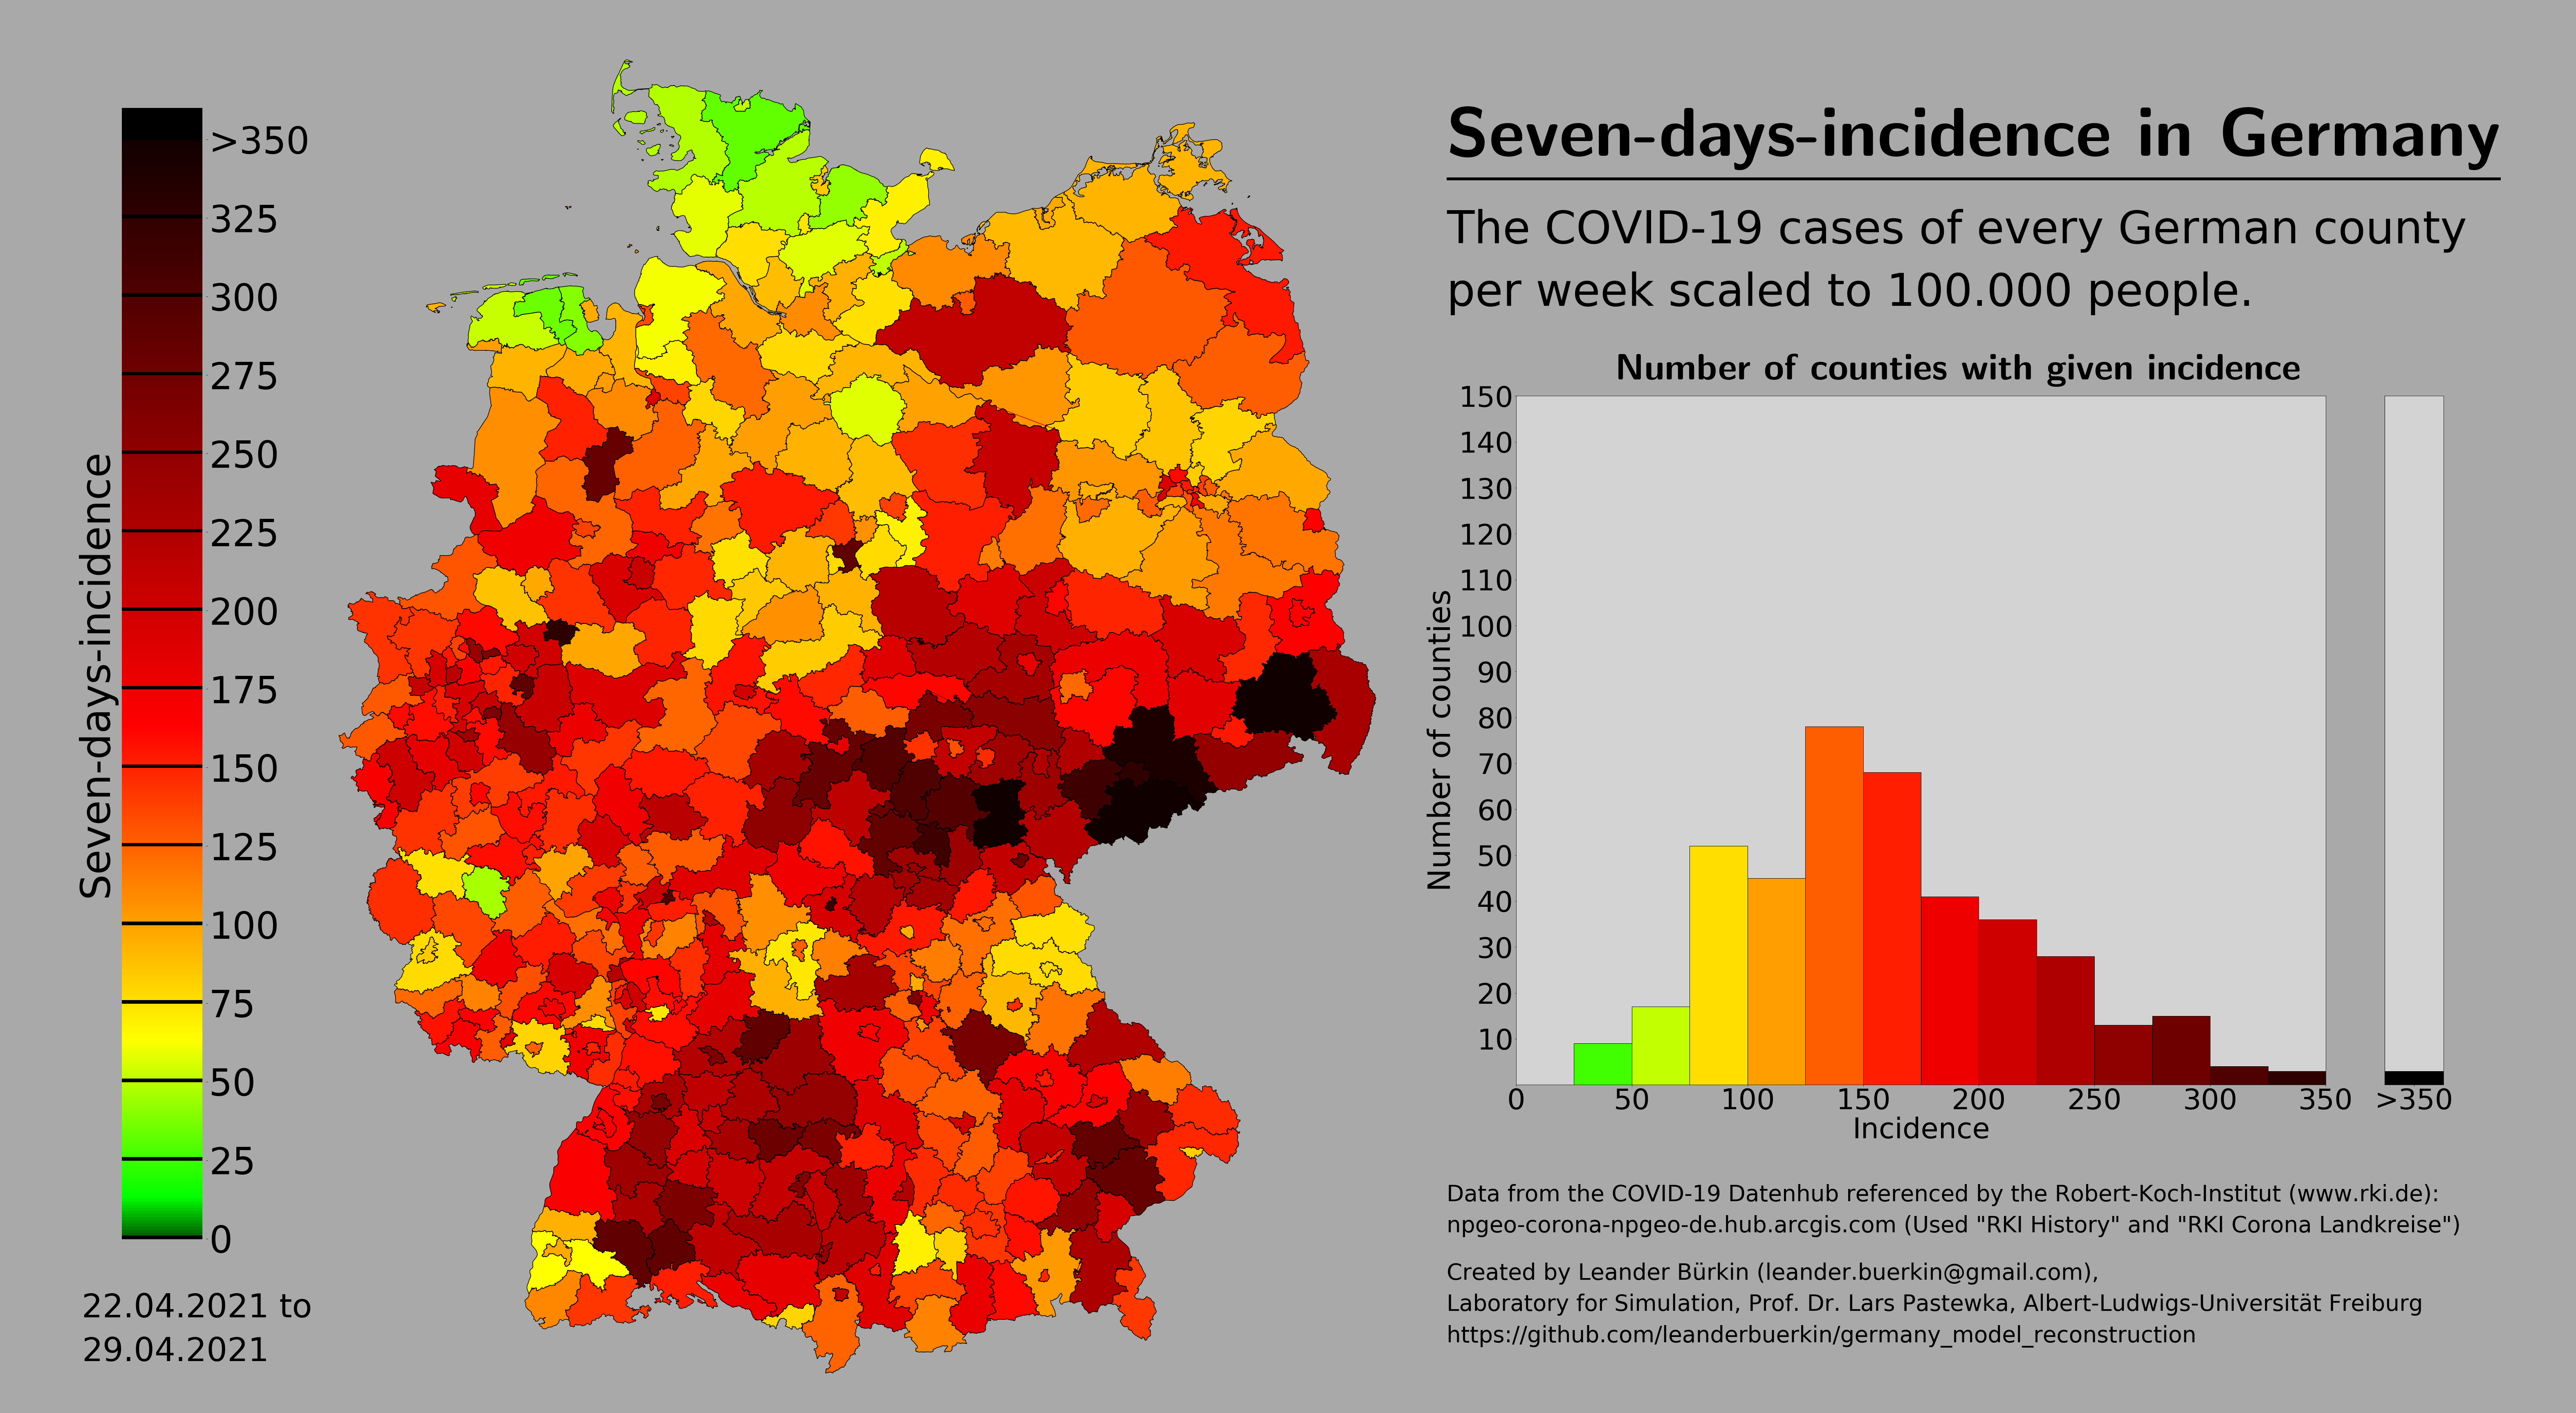 Seven-days-incidence in Germany
The COVID-19 cases of every German county
per week scaled to 100.000 people.
>350
325
300
275
250
225
200
175
150
125
100
75
50
25
0
Seven-days-incidence
22.04.2021 to
29.04.2021
Number of counties with given incidence
150
140
130
120
110
100
90
80
70
60
50
40
30
20
10
Number of counties
0 50 100 150 200 250 300 350 >350
Incidence
Data from the COVID-19 Datenhub referenced by the Robert-Koch-Institut (www.rki.de):
npgeo-corona-npgeo-de.hub.arcgis.com (Used "RKI History" and "RKI Corona Landkreise")
Created by Leander Bürkin (leander.buerkin@gmail.com),
Laboratory for Simulation, Prof. Dr. Lars Pastewka, Albert-Ludwigs-Universität Freiburg
https://github.com/leanderbuerkin/germany_model_reconstruction